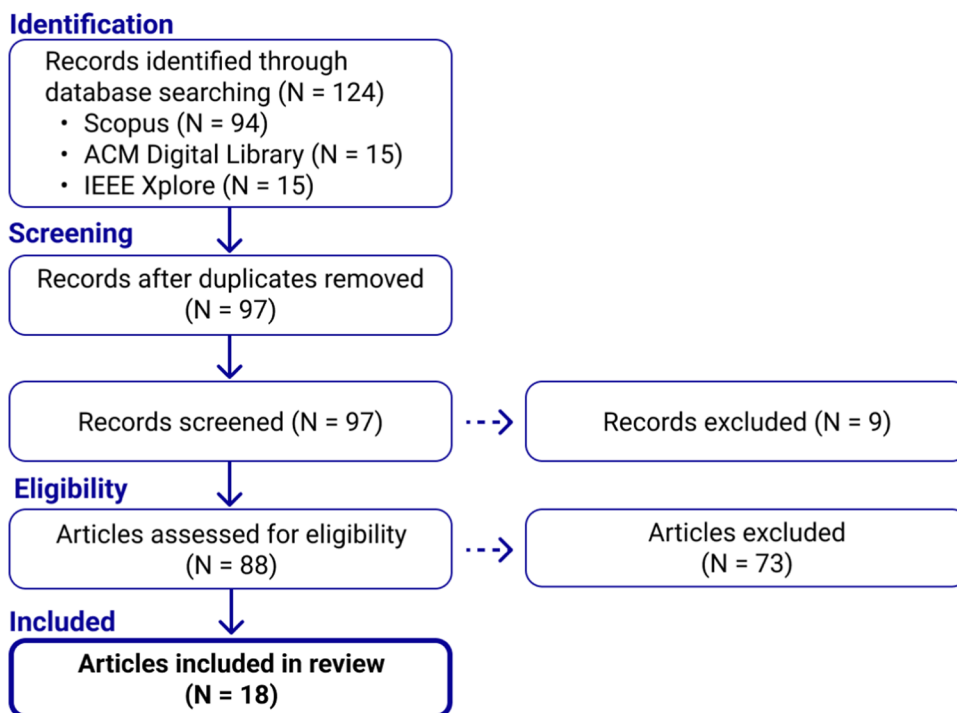 Identification
Records identified through
database searching (N = 124)
• Scopus (N = 94)
• ACM Digital Library (N = 15)
• IEEE Xplore (N = 15)
Screening
Records after duplicates removed
(N = 97)
Records screened (N = 97)
Records excluded (N = 9)
Eligibility
Articles assessed for eligibility
(N = 88)
Articles excluded
(N = 73)
Included
Articles included in review
(N = 18)